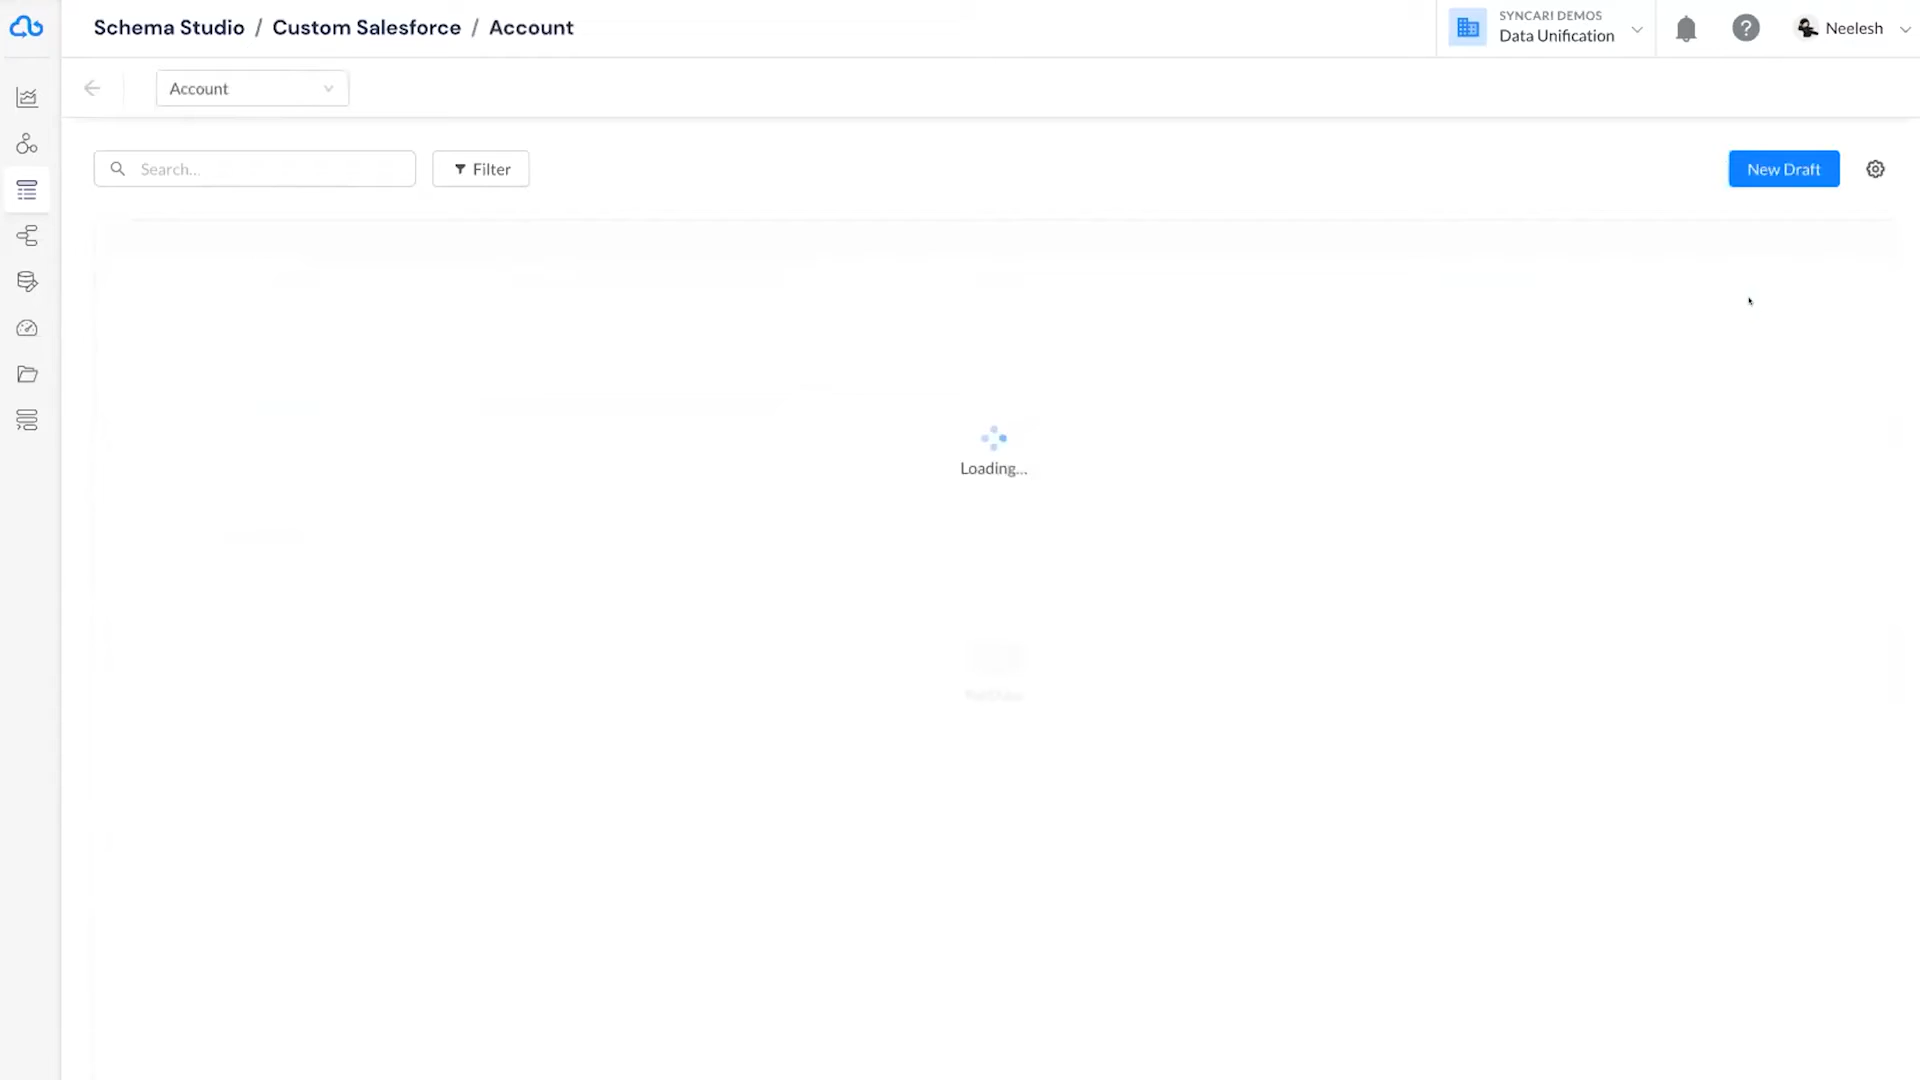 Schema Studio / Custom Salesforce / Account
SYNCARI DEMOS
Data Unification
?
Neelesh
Account
Search...
Filter
New Draft
Loading...